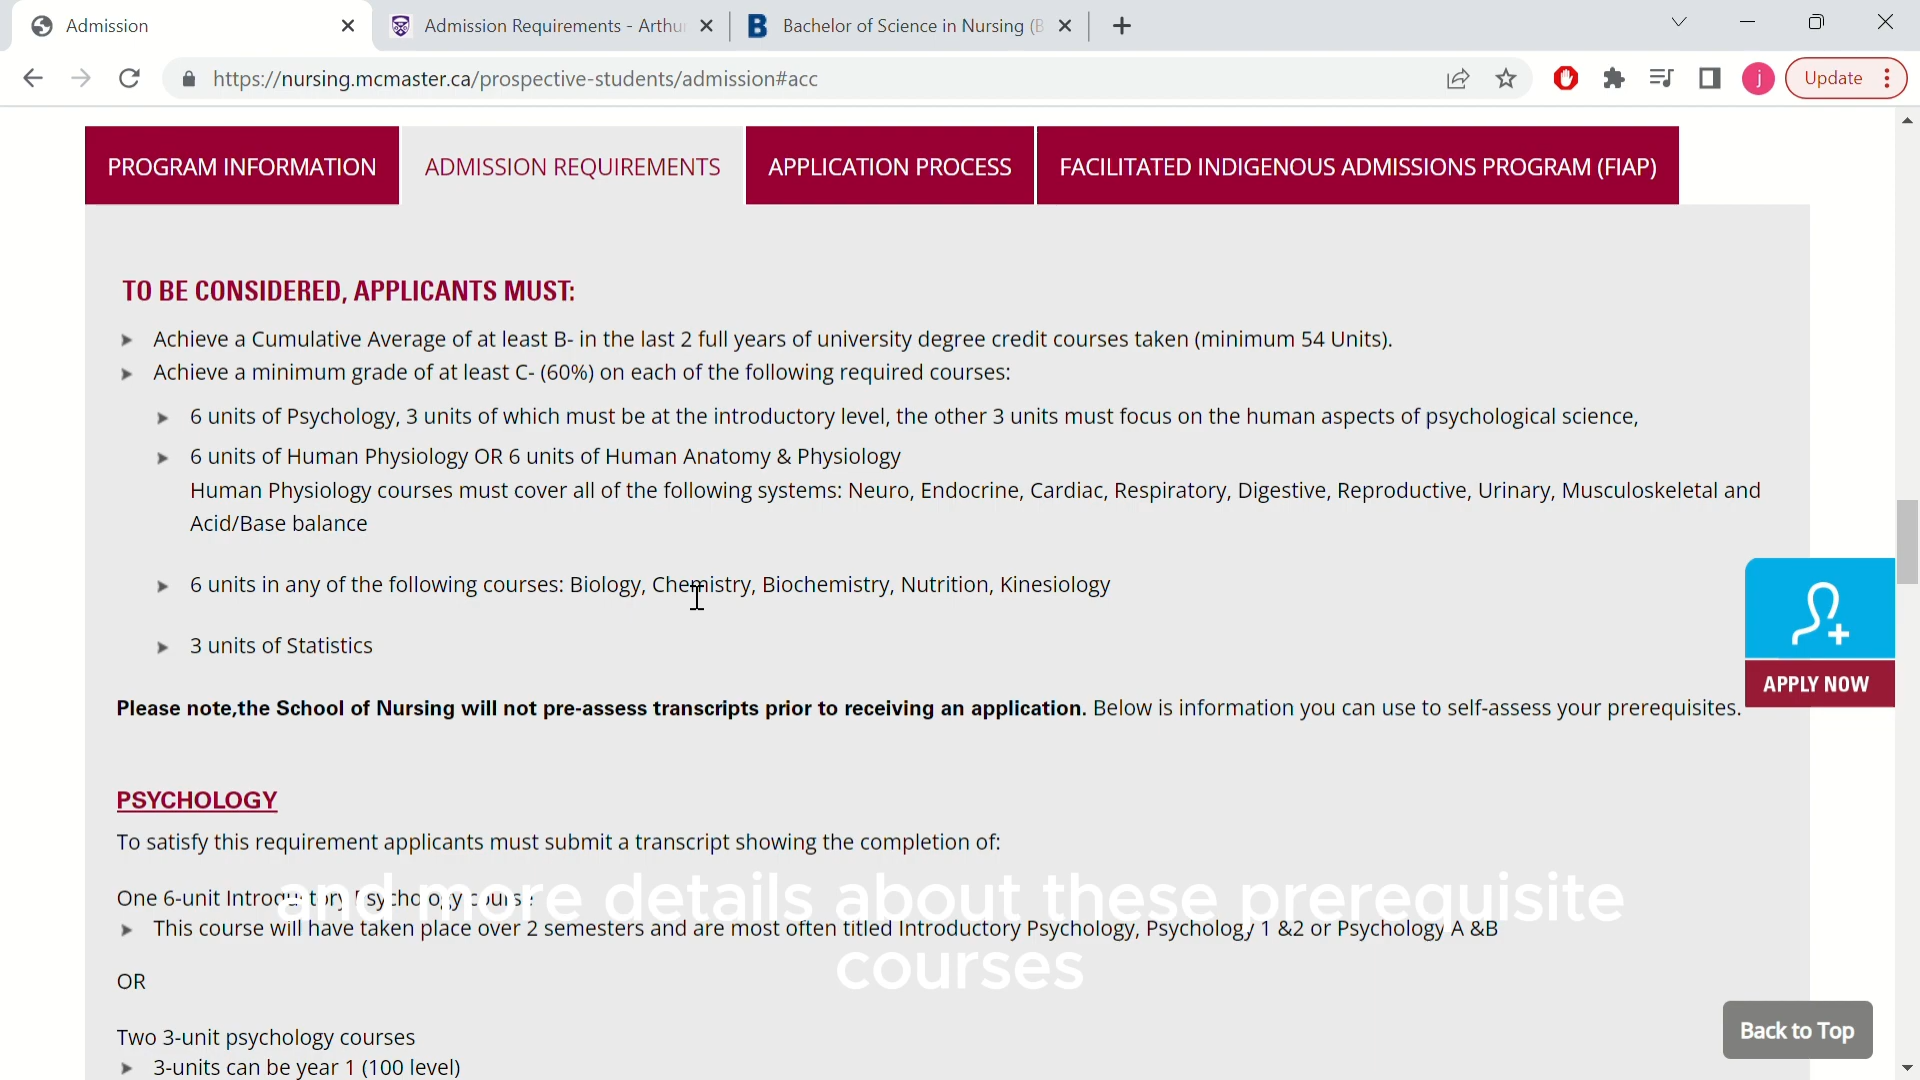 Admission
Admission Requirements - Arthu
Bachelor of Science in Nursing (B
https://nursing.mcmaster.ca/prospective-students/admission#acc
j
Update
PROGRAM INFORMATION
ADMISSION REQUIREMENTS
APPLICATION PROCESS
FACILITATED INDIGENOUS ADMISSIONS PROGRAM (FIAP)
TO BE CONSIDERED, APPLICANTS MUST:
Achieve a Cumulative Average of at least B- in the last 2 full years of university degree credit courses taken (minimum 54 Units).
Achieve a minimum grade of at least C- (60%) on each of the following required courses:
6 units of Psychology, 3 units of which must be at the introductory level, the other 3 units must focus on the human aspects of psychological science,
6 units of Human Physiology OR 6 units of Human Anatomy & Physiology
Human Physiology courses must cover all of the following systems: Neuro, Endocrine, Cardiac, Respiratory, Digestive, Reproductive, Urinary, Musculoskeletal and
Acid/Base balance
6 units in any of the following courses: Biology, Chemistry, Biochemistry, Nutrition, Kinesiology
3 units of Statistics
APPLY NOW
Please note,the School of Nursing will not pre-assess transcripts prior to receiving an application. Below is information you can use to self-assess your prerequisites.
PSYCHOLOGY
To satisfy this requirement applicants must submit a transcript showing the completion of:
One 6-unit Introductory Psychology course
and more details about these prerequisite
This course will have taken place over 2 semesters and are most often titled Introductory Psychology, Psychology 1 &2 or Psychology A &B
courses
OR
Two 3-unit psychology courses
Back to Top
3-units can be year 1 (100 level)